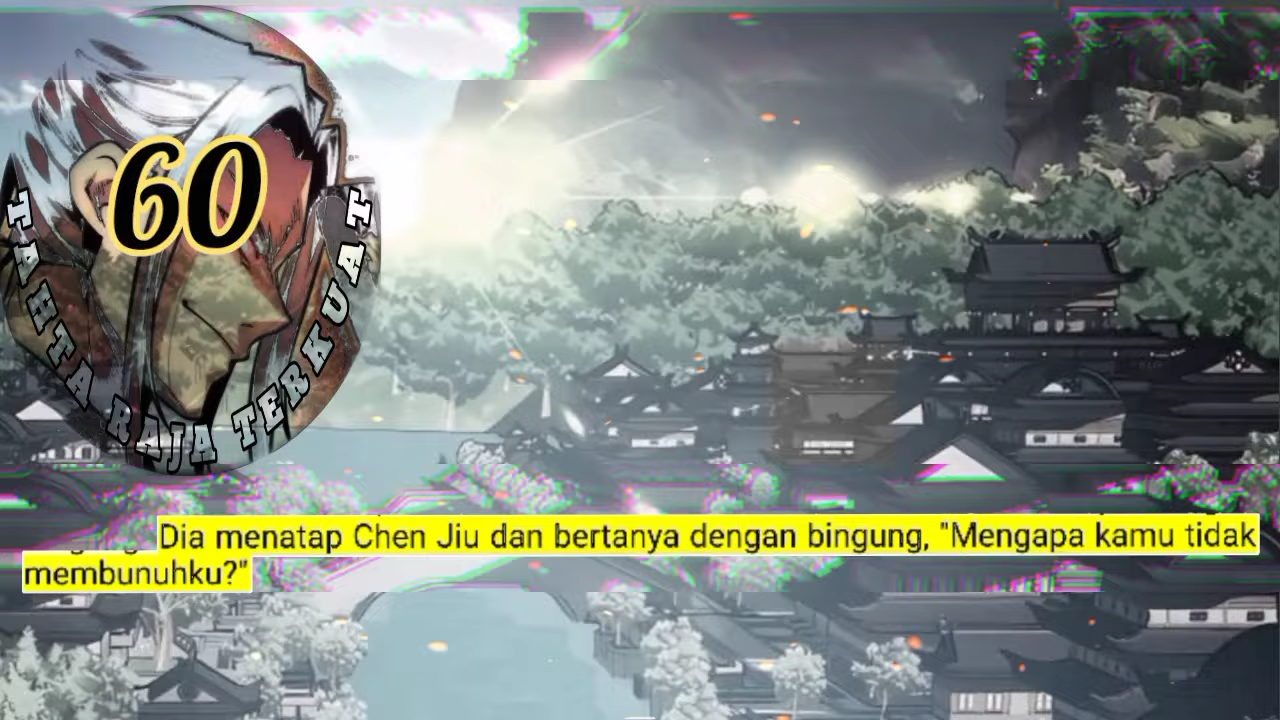 60
TAHTA RAJA TERKUAT
Dia menatap Chen Jiu dan bertanya dengan bingung, "Mengapa kamu tidak
membunuhku?"